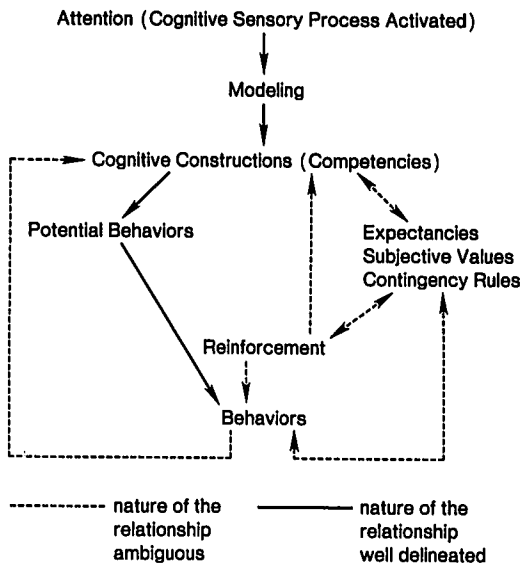 Attention (Cognitive Sensory Process Activated)
Modeling
Cognitive Constructions (Competencies)
Potential Behaviors
Expectancies
Subjective Values
Contingency Rules
Reinforcement
Behaviors
nature of the
relationship
ambiguous
nature of the
relationship
well delineated